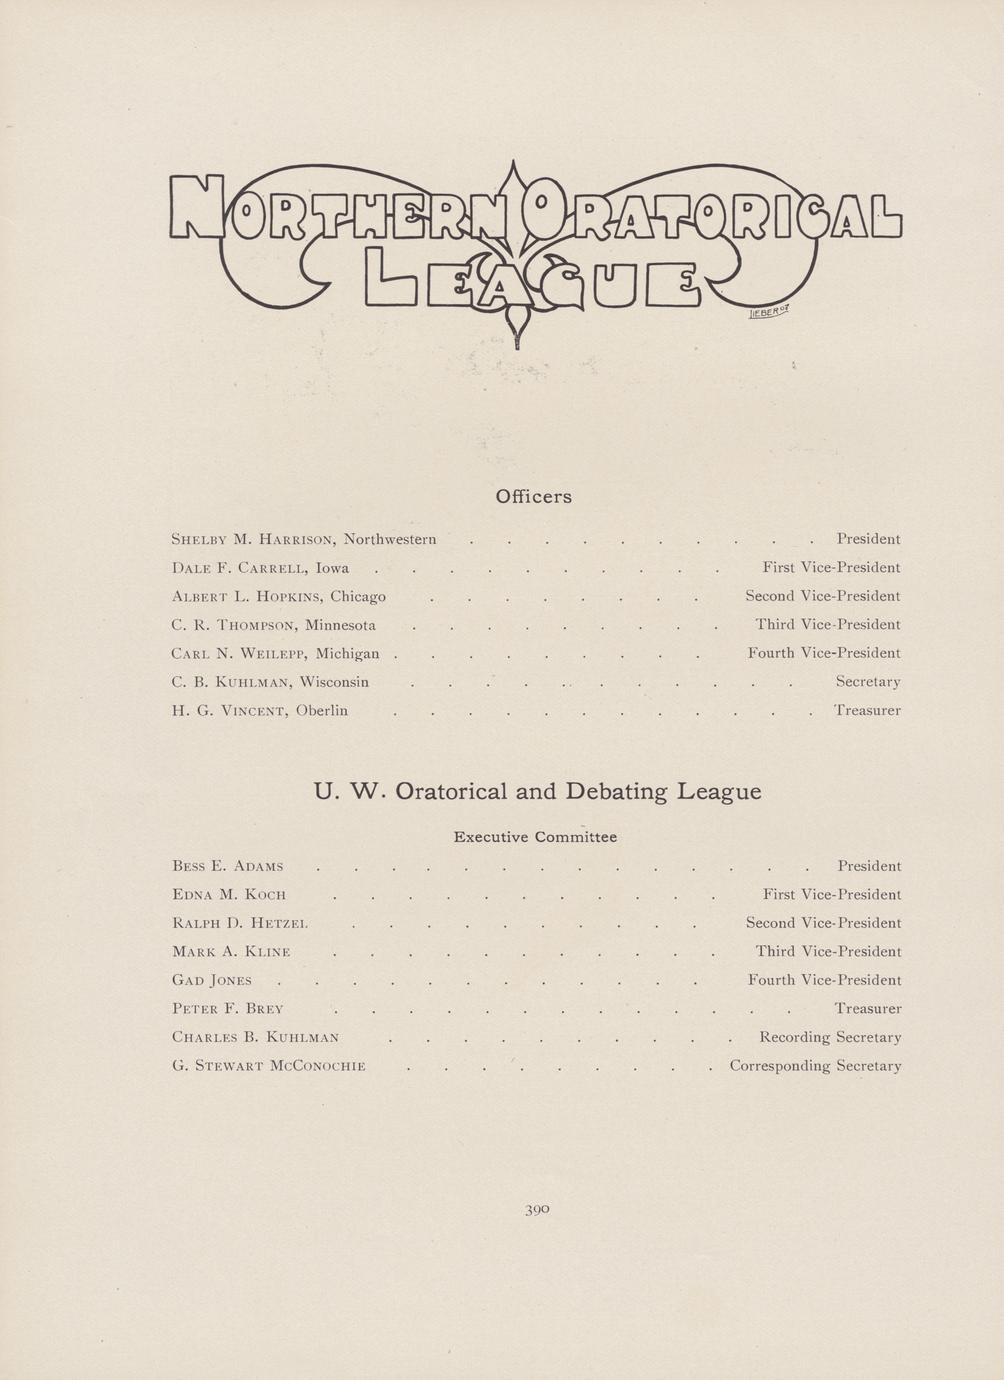 Northern Oratorical
League
LIEBER 07
Officers
Shelby M. Harrison, Northwestern . . . . . . . . . . President
Dale F. Carrell, Iowa . . . . . . . . . . First Vice-President
Albert L. Hopkins, Chicago . . . . . . . . Second Vice-President
C. R. Thompson, Minnesota . . . . . . . . . Third Vice-President
Carl N. Weilepp, Michigan . . . . . . . . . Fourth Vice-President
C. B. Kuhlman, Wisconsin . . . . . . . . . . . Secretary
H. G. Vincent, Oberlin . . . . . . . . . . . . Treasurer
U. W. Oratorical and Debating League
Executive Committee
Bess E. Adams . . . . . . . . . . . . . . President
Edna M. Koch . . . . . . . . . . . First Vice-President
Ralph D. Hetzel . . . . . . . . . . Second Vice-President
Mark A. Kline . . . . . . . . . . . Third Vice-President
Gad Jones . . . . . . . . . . . . Fourth Vice-President
Peter F. Brey . . . . . . . . . . . . . Treasurer
Charles B. Kuhlman . . . . . . . . . . Recording Secretary
G. Stewart McConochie . . . . . . . . . Corresponding Secretary
390